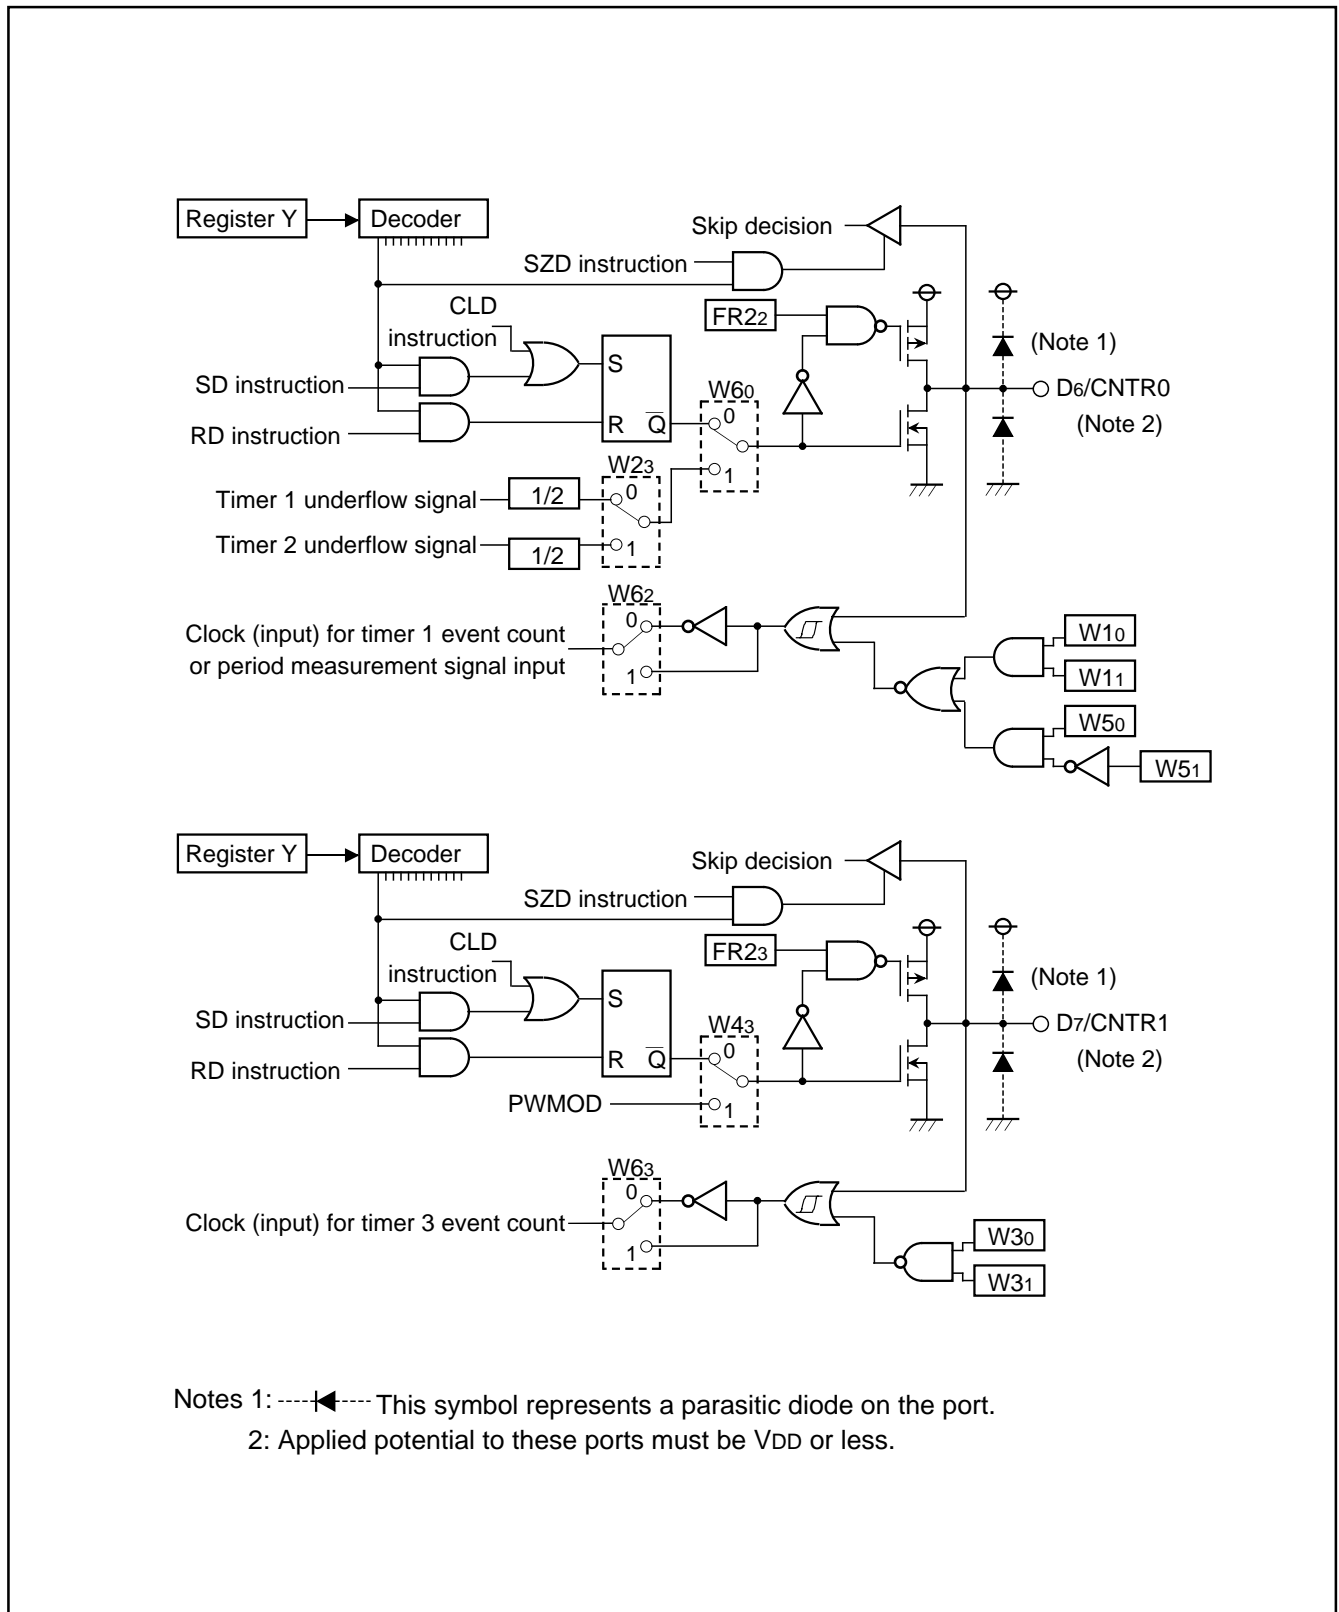 Register Y
Decoder
Skip decision
SZD instruction
CLD
instruction
FR22
S
(Note 1)
SD instruction
W60
0
D6/CNTR0
RD instruction
R Q
(Note 2)
W23
1
Timer 1 underflow signal
1/2
0
Timer 2 underflow signal
1/2
1
W62
Clock (input) for timer 1 event count
or period measurement signal input
0
1
W10
W11
W50
W51
Register Y
Decoder
Skip decision
SZD instruction
CLD
instruction
FR23
S
(Note 1)
SD instruction
W43
0
D7/CNTR1
RD instruction
R Q
(Note 2)
PWMOD
1
W63
0
Clock (input) for timer 3 event count
1
W30
W31
Notes 1: This symbol represents a parasitic diode on the port.
2: Applied potential to these ports must be VDD or less.